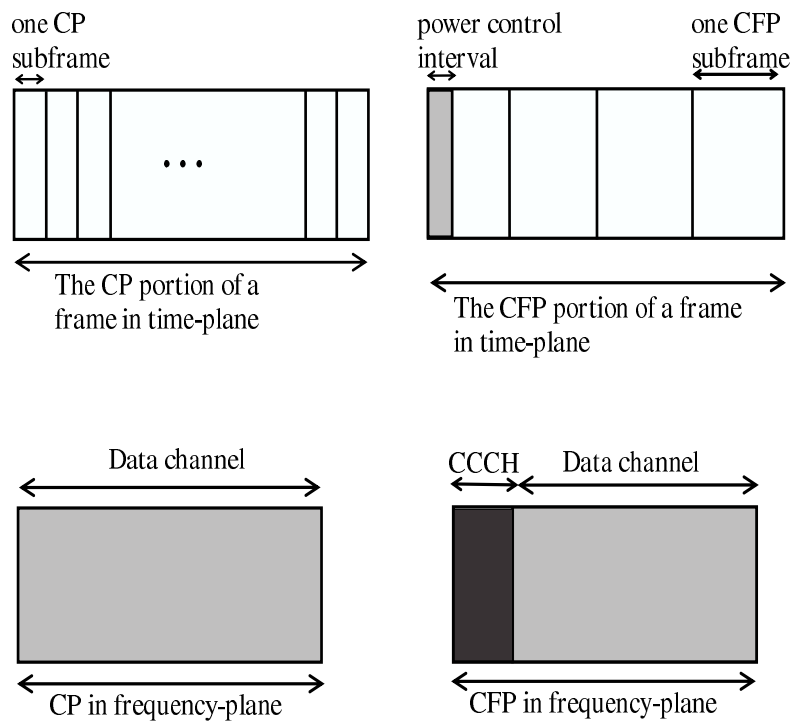 one CP
subframe
power control
interval
one CFP
subframe
The CP portion of a
frame in time-plane
The CFP portion of a frame
in time-plane
Data channel
CCCH
Data channel
CP in frequency-plane
CFP in frequency-plane